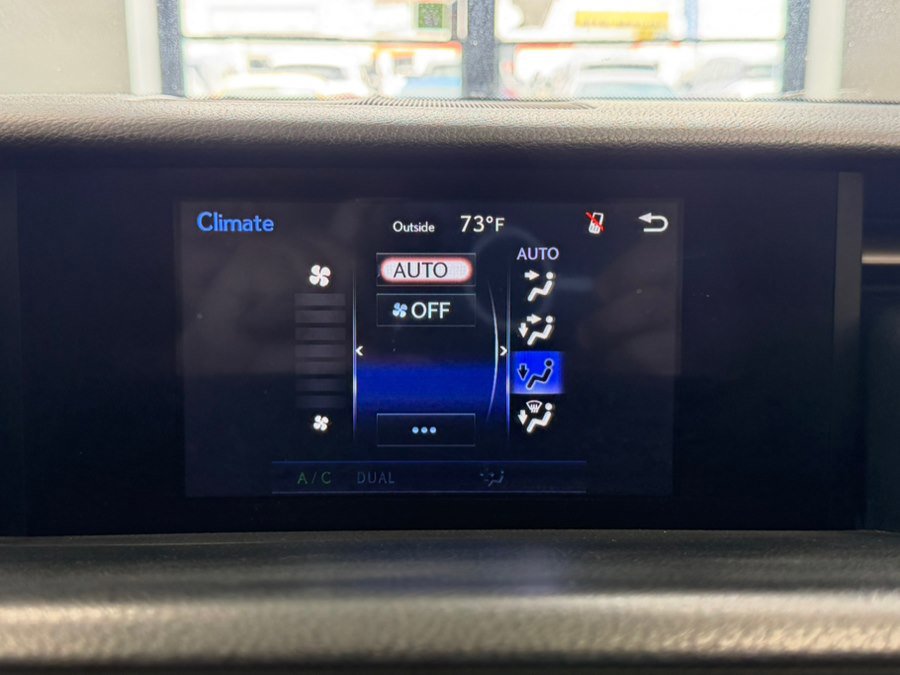 Climate
Outside 73°F
AUTO
AUTO
OFF
A/C DUAL